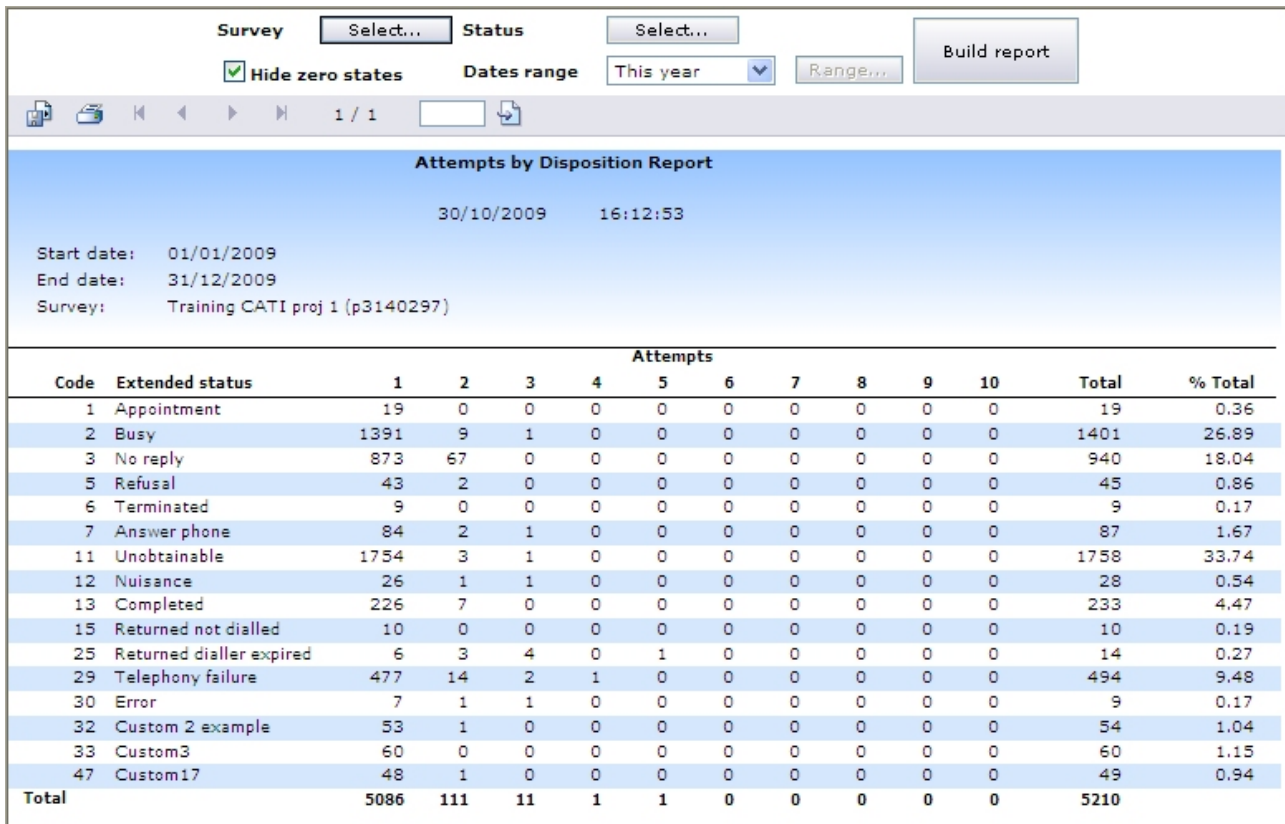 Survey Select... Status Select... Build report
Hide zero states Dates range This year Range...
1 / 1
Attempts by Disposition Report
30/10/2009 16:12:53
Start date: 01/01/2009
End date: 31/12/2009
Survey: Training CATI proj 1 (p3140297)
Attempts
Code Extended status 1 2 3 4 5 6 7 8 9 10 Total % Total
1 Appointment 19 0 0 0 0 0 0 0 0 0 19 0.36
2 Busy 1391 9 1 0 0 0 0 0 0 0 1401 26.89
3 No reply 873 67 0 0 0 0 0 0 0 0 940 18.04
5 Refusal 43 2 0 0 0 0 0 0 0 0 45 0.86
6 Terminated 9 0 0 0 0 0 0 0 0 0 9 0.17
7 Answer phone 84 2 1 0 0 0 0 0 0 0 87 1.67
11 Unobtainable 1754 3 1 0 0 0 0 0 0 0 1758 33.74
12 Nuisance 26 1 1 0 0 0 0 0 0 0 28 0.54
13 Completed 226 7 0 0 0 0 0 0 0 0 233 4.47
15 Returned not dialled 10 0 0 0 0 0 0 0 0 0 10 0.19
25 Returned dialler expired 6 3 4 0 1 0 0 0 0 0 14 0.27
29 Telephony failure 477 14 2 1 0 0 0 0 0 0 494 9.48
30 Error 7 1 1 0 0 0 0 0 0 0 9 0.17
32 Custom 2 example 53 1 0 0 0 0 0 0 0 0 54 1.04
33 Custom3 60 0 0 0 0 0 0 0 0 0 60 1.15
47 Custom17 48 1 0 0 0 0 0 0 0 0 49 0.94
Total 5086 111 11 1 1 0 0 0 0 0 5210